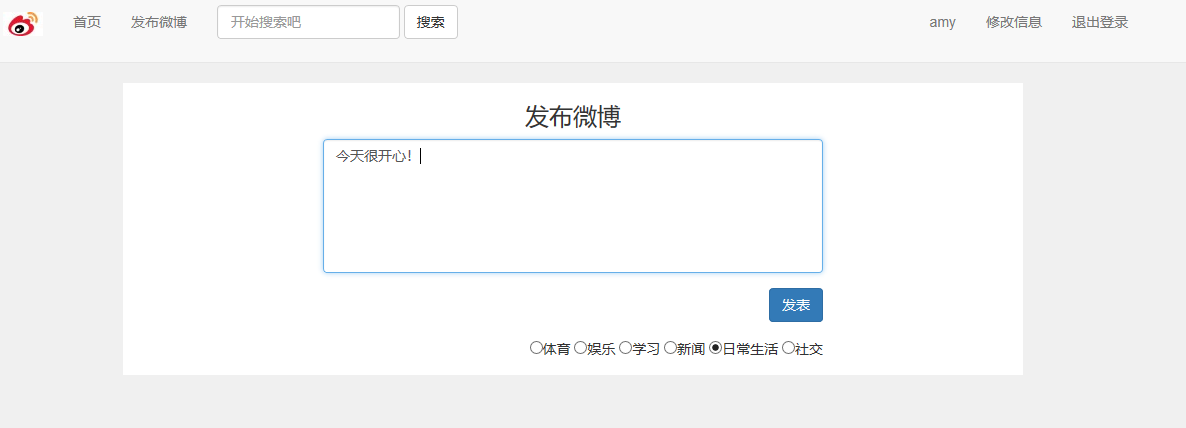 首页 发布微博 开始搜索吧 搜索 amy 修改信息 退出登录
发布微博
今天很开心!
发表
体育 娱乐 学习 新闻 日常生活 社交